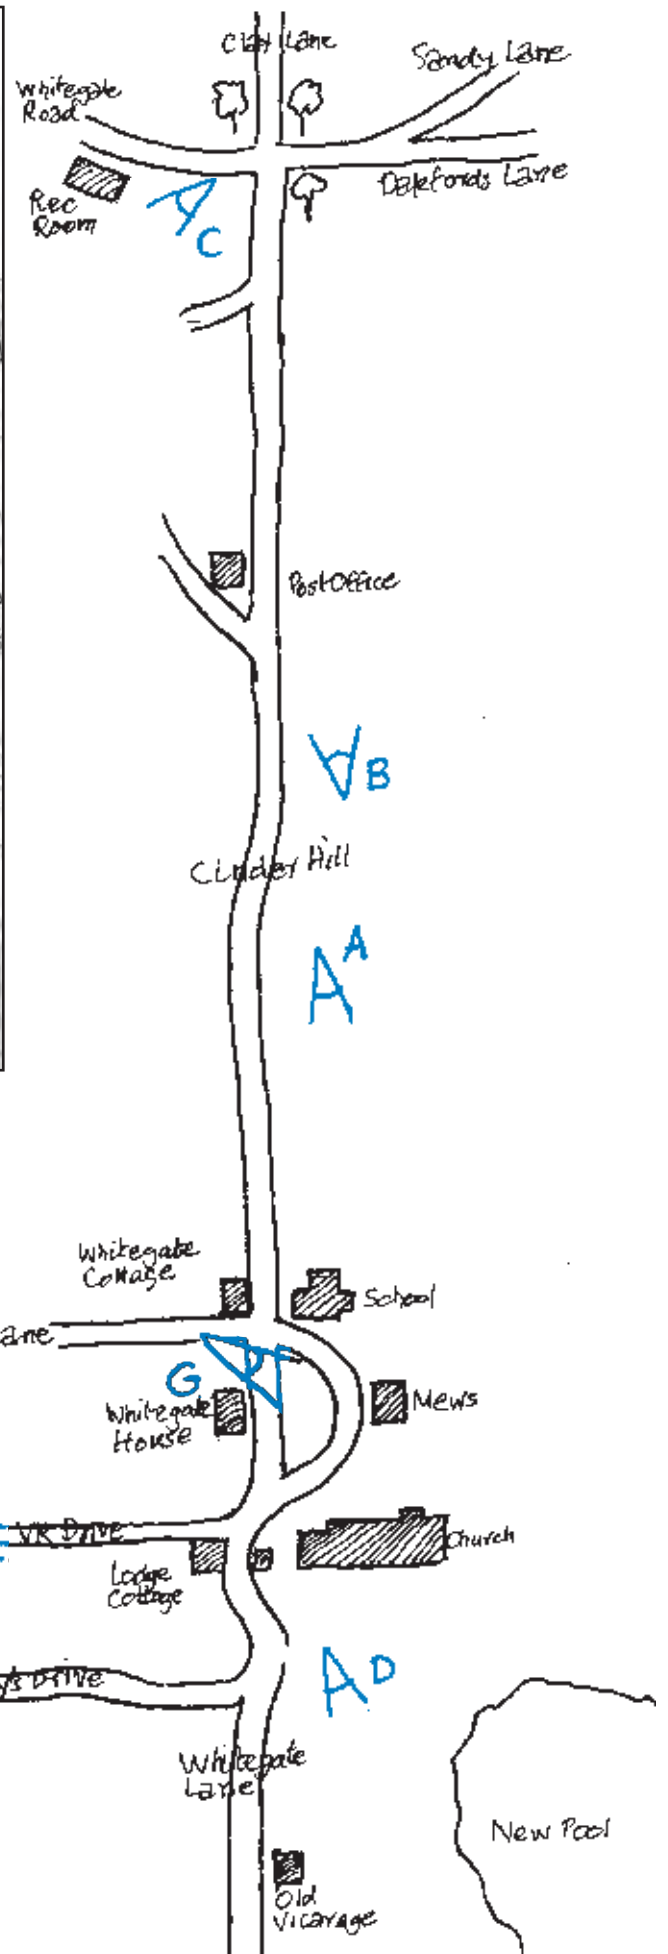 Clay Lane
Sandy Lane
Whitegate
Road
Dalefords Lane
Rec
Room
C
Post Office
B
Cinder Hill
A
Whitegate
Cottage
School
ane
G
Whitegate
House
Mews
VR Drive
Church
Lodge
Cottage
Drive
D
Whitegate
Lane
New Pool
Old
Vicarage